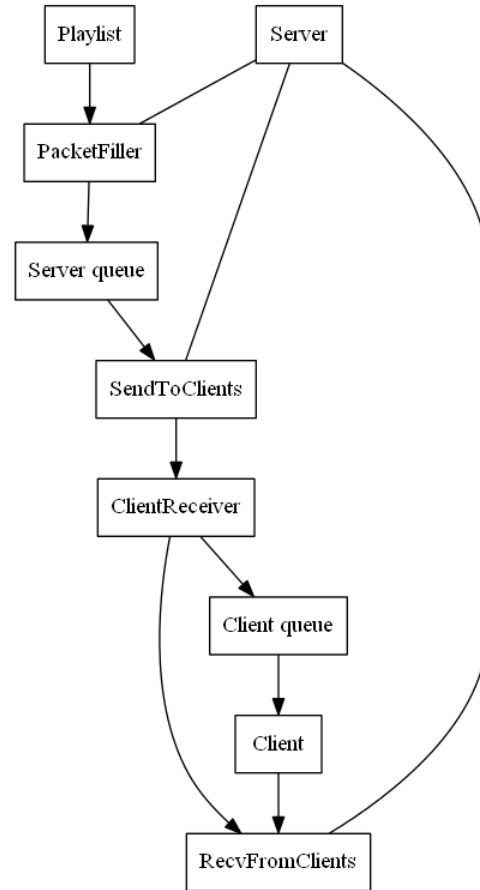 Playlist
Server
PacketFiller
Server queue
SendToClients
ClientReceiver
Client queue
Client
RecvFromClients